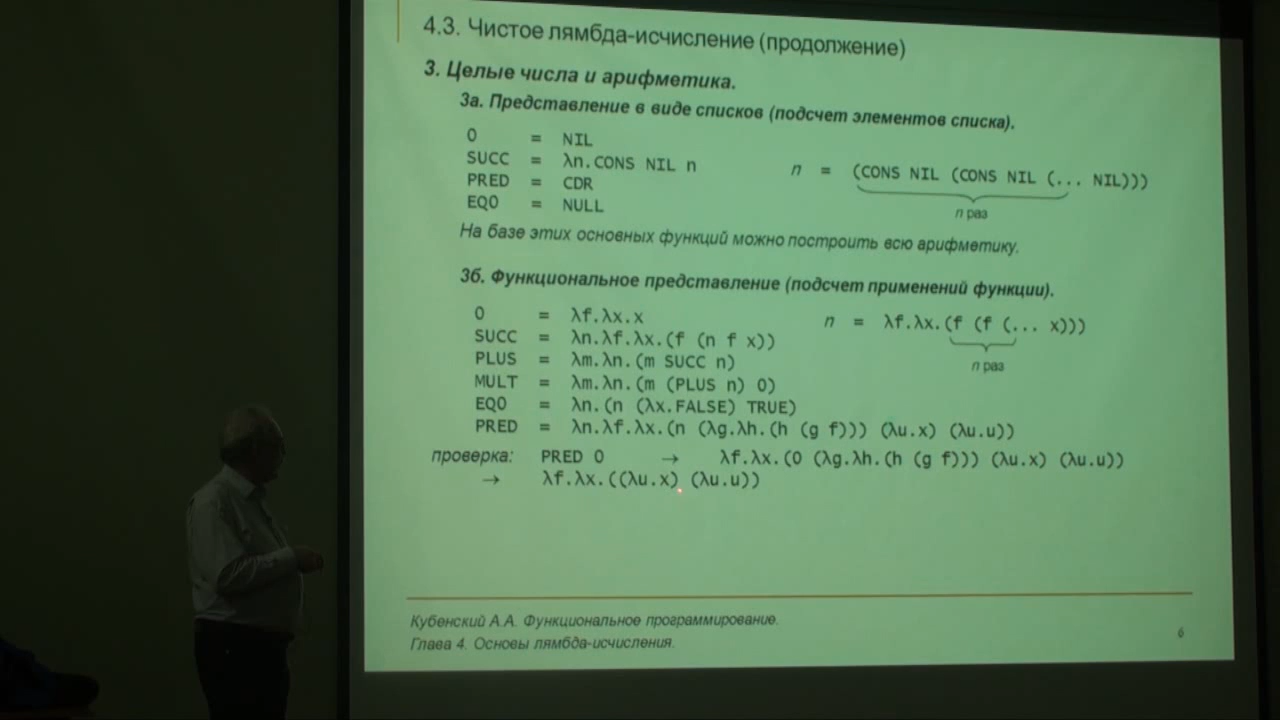 4.3. Чистое лямбда-исчисление (продолжение)
3. Целые числа и арифметика.
3а. Представление в виде списков (подсчет элементов списка).
0 = NIL
SUCC = λn.CONS NIL n
PRED = CDR
EQ0 = NULL
n = (CONS NIL (CONS NIL (... NIL)))
n раз
На базе этих основных функций можно построить всю арифметику.
3б. Функциональное представление (подсчет применений функции).
0 = λf.λx.x
SUCC = λn.λf.λx.(f (n f x))
PLUS = λm.λn.(m SUCC n)
MULT = λm.λn.(m (PLUS n) 0)
EQ0 = λn.(n (λx.FALSE) TRUE)
PRED = λn.λf.λx.(n (λg.λh.(h (g f))) (λu.x) (λu.u))
n = λf.λx.(f (f (... x)))
n раз
проверка: PRED 0 → λf.λx.(0 (λg.λh.(h (g f))) (λu.x) (λu.u))
→ λf.λx.((λu.x) (λu.u))
Кубенский А.А. Функциональное программирование.
Глава 4. Основы лямбда-исчисления.
6